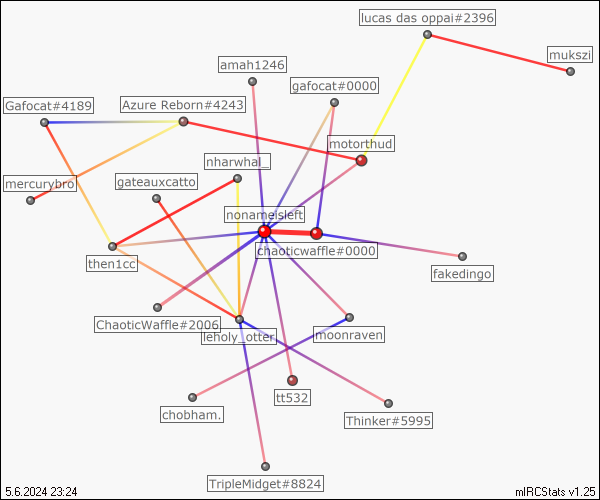 lucas das oppai#2396
mukszi
amah1246
gafocat#0000
Gafocat#4189
Azure Reborn#4243
motorthud
nharwhal_
mercurybro
gateauxcatto
nonameisleft
chaoticwaffle#0000
then1cc
fakedingo
ChaoticWaffle#2006
leholy_otter
moonraven
tt532
chobham.
Thinker#5995
TripleMidget#8824
5.6.2024 23:24
mIRCStats v1.25